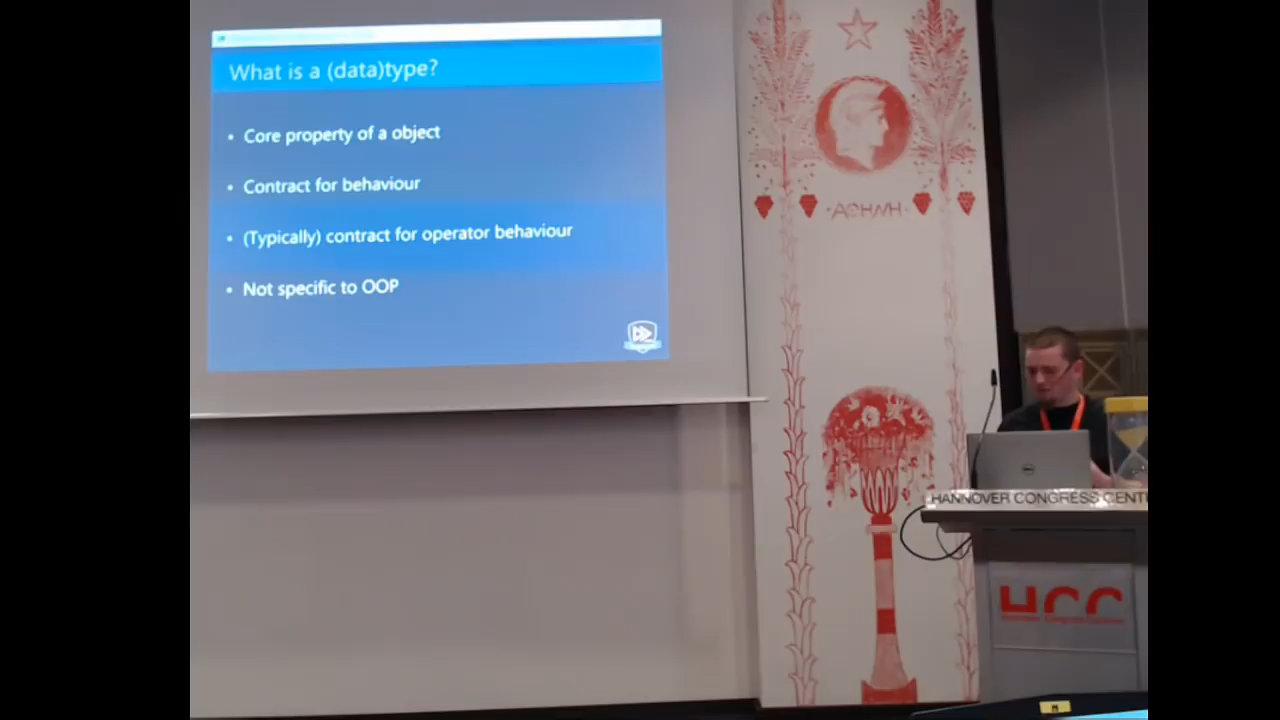 What is a (data)type?
• Core property of a object
• Contract for behaviour
• (Typically) contract for operator behaviour
• Not specific to OOP
HANNOVER CONGRESS CENT
HCC
DELL